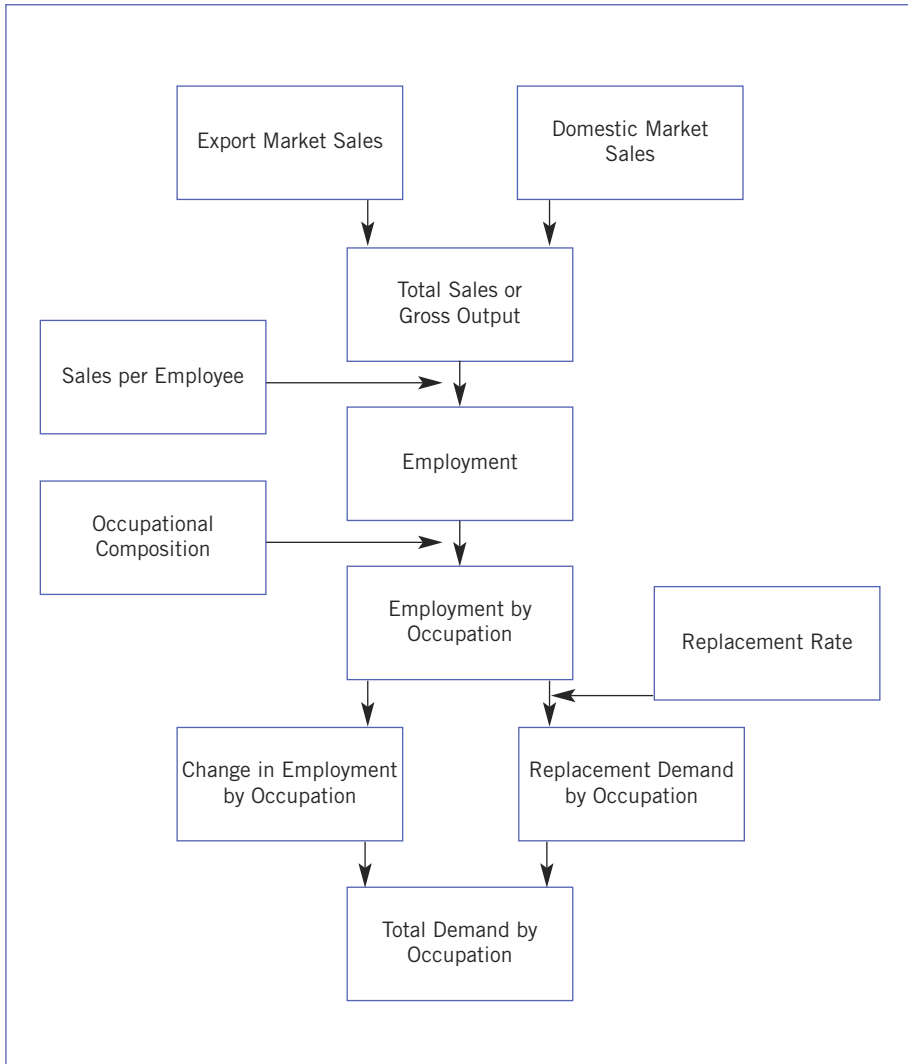 Export Market Sales
Domestic Market
Sales
Total Sales or
Gross Output
Sales per Employee
Employment
Occupational
Composition
Employment by
Occupation
Replacement Rate
Change in Employment
by Occupation
Replacement Demand
by Occupation
Total Demand by
Occupation